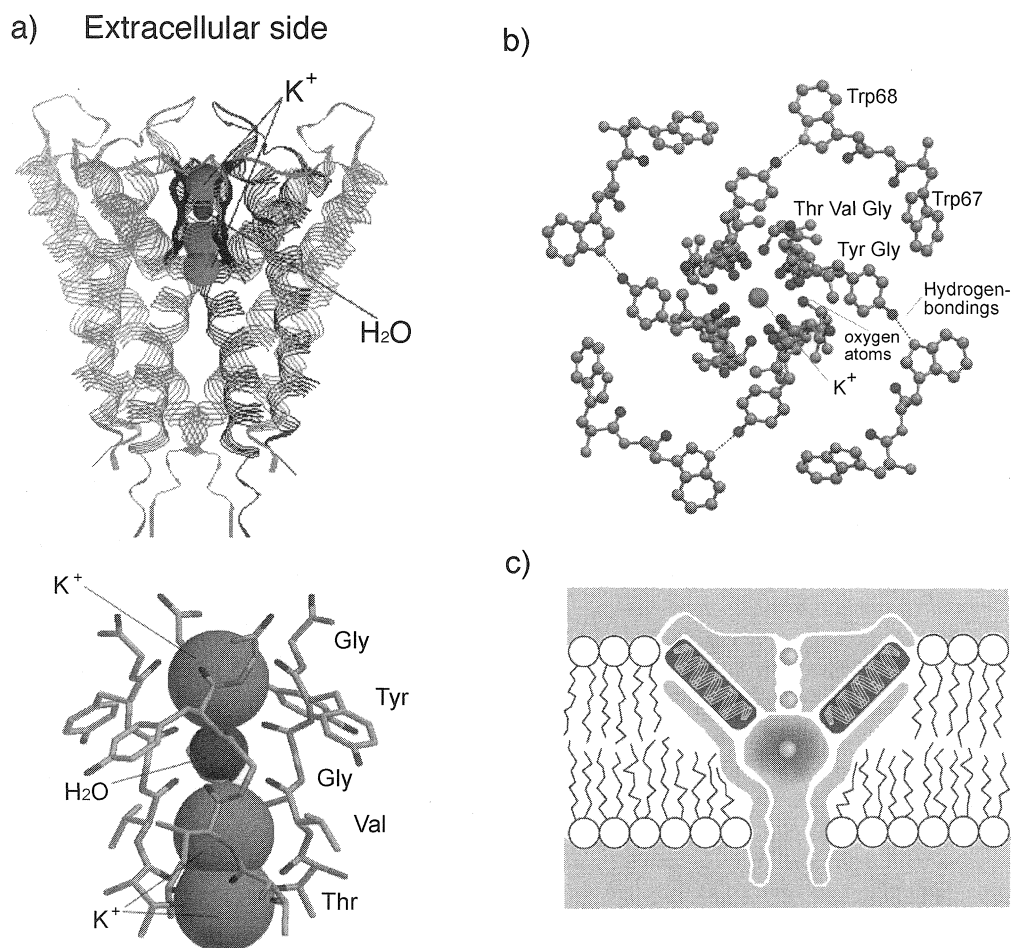 a) Extracellular side
K+
H2O
b)
Trp68
Thr Val Gly
Trp67
Tyr Gly
Hydrogen-
bondings
oxygen
atoms
K+
K+
Gly
Tyr
H2O
Gly
Val
K+
Thr
c)